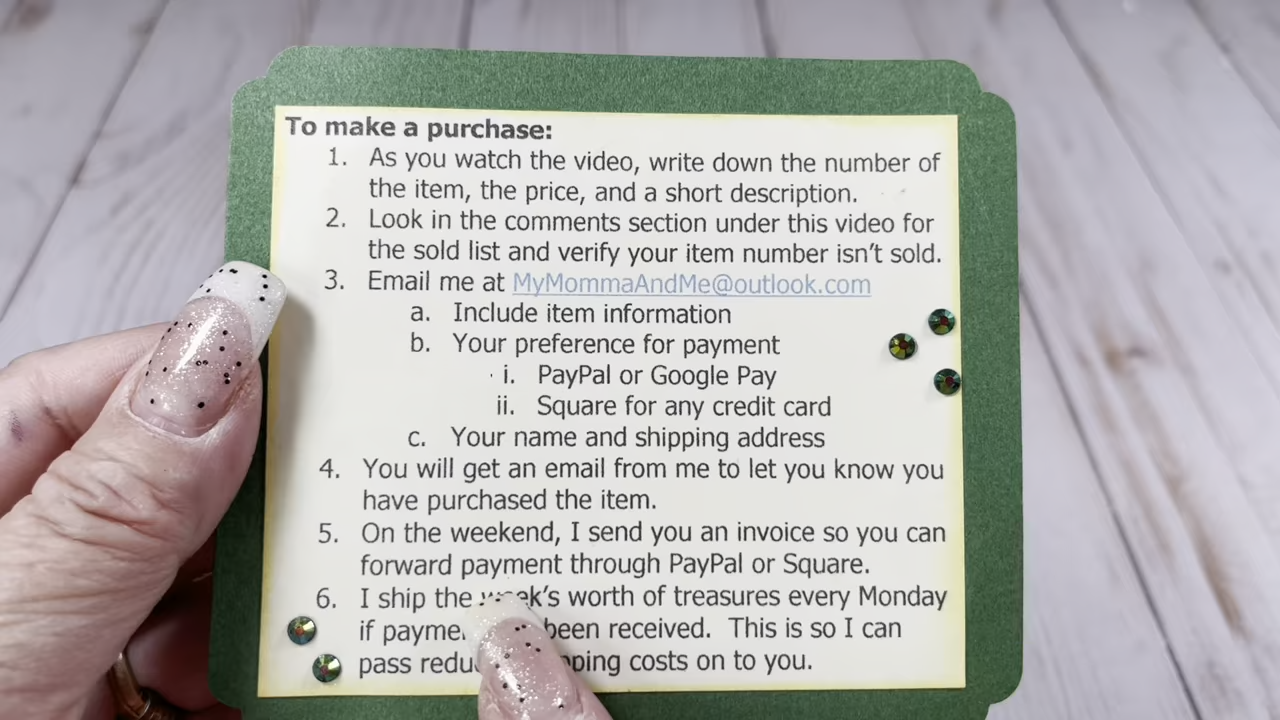 To make a purchase:
1. As you watch the video, write down the number of
the item, the price, and a short description.
2. Look in the comments section under this video for
the sold list and verify your item number isn't sold.
3. Email me at MyMommaAndMe@outlook.com
a. Include item information
b. Your preference for payment
i. PayPal or Google Pay
ii. Square for any credit card
c. Your name and shipping address
4. You will get an email from me to let you know you
have purchased the item.
5. On the weekend, I send you an invoice so you can
forward payment through PayPal or Square.
6. I ship the week's worth of treasures every Monday
if been received. This is so I can
pass costs on to you.